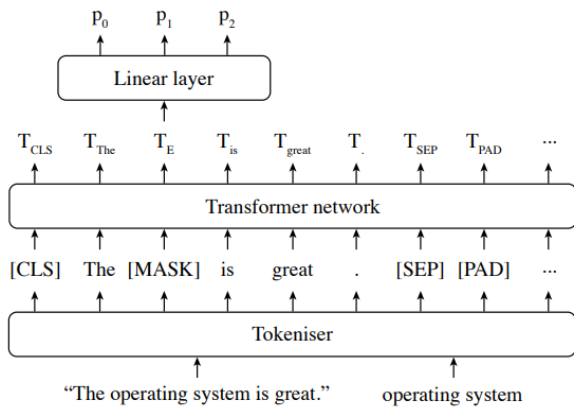 p0 p1 p2
Linear layer
TCLS TThe TE Tis Tgreat T. TSEP TPAD ...
Transformer network
[CLS] The [MASK] is great . [SEP] [PAD] ...
Tokeniser
“The operating system is great.” operating system